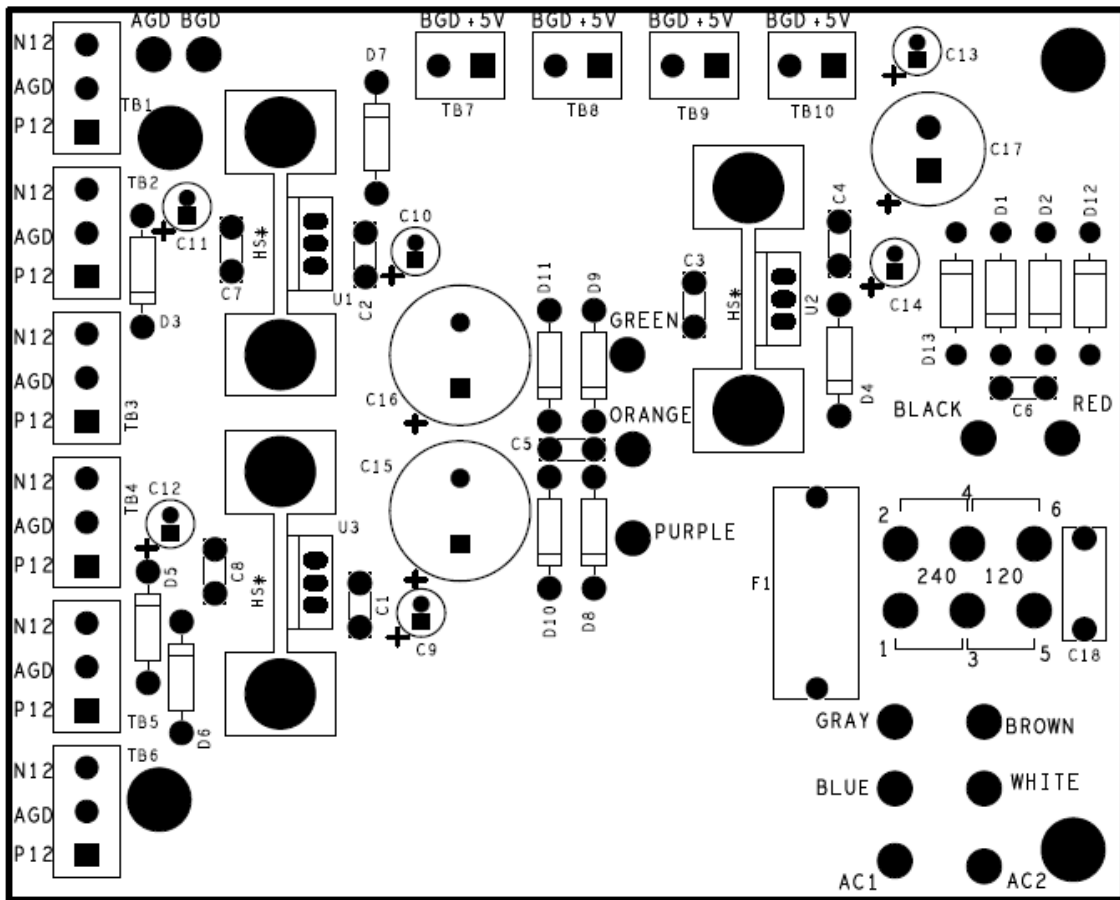 AGD BGD
BGD +5V
BGD +5V
BGD +5V
BGD +5V
N12
AGD
P12
TB1
D7
TB7
TB8
TB9
TB10
C13
C17
N12
AGD
P12
TB2
C11
D3
C7
HS*
U1
C2
C10
C4
C14
D1
D2
D12
D13
C3
HS*
U2
D4
C6
BLACK
RED
N12
AGD
P12
TB3
C16
D11
D9
GREEN
ORANGE
C5
C15
PURPLE
D10
D8
N12
AGD
P12
TB4
C12
D5
C8
HS*
U3
C1
C9
F1
2
4
6
240
120
1
3
5
C18
N12
AGD
P12
TB5
D6
GRAY
BROWN
BLUE
WHITE
AC1
AC2
N12
AGD
P12
TB6